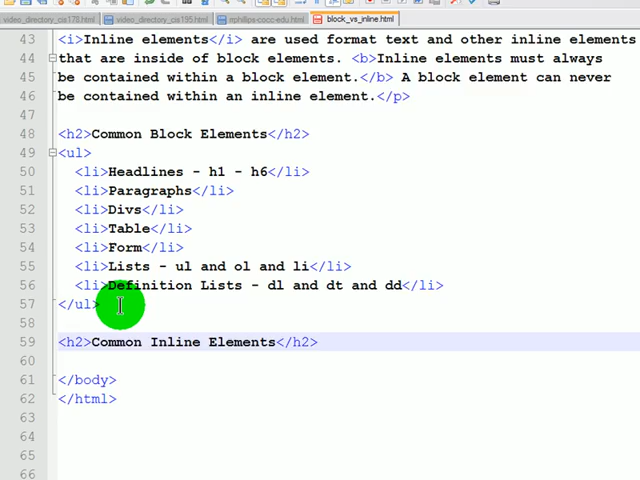 video_directory_cis178.html video_directory_cis195.html mphillips-cocc-edu.html block_vs_inline.html
43 <i>Inline elements</i> are used format text and other inline elements
44 that are inside of block elements. <b>Inline elements must always
45 be contained within a block element.</b> A block element can never
46 be contained within an inline element.</p>
47
48 <h2>Common Block Elements</h2>
49 <ul>
50 <li>Headlines - h1 - h6</li>
51 <li>Paragraphs</li>
52 <li>Divs</li>
53 <li>Table</li>
54 <li>Form</li>
55 <li>Lists - ul and ol and li</li>
56 <li>Definition Lists - dl and dt and dd</li>
57 </ul>
58
59 <h2>Common Inline Elements</h2>
60
61 </body>
62 </html>
63
64
65
66